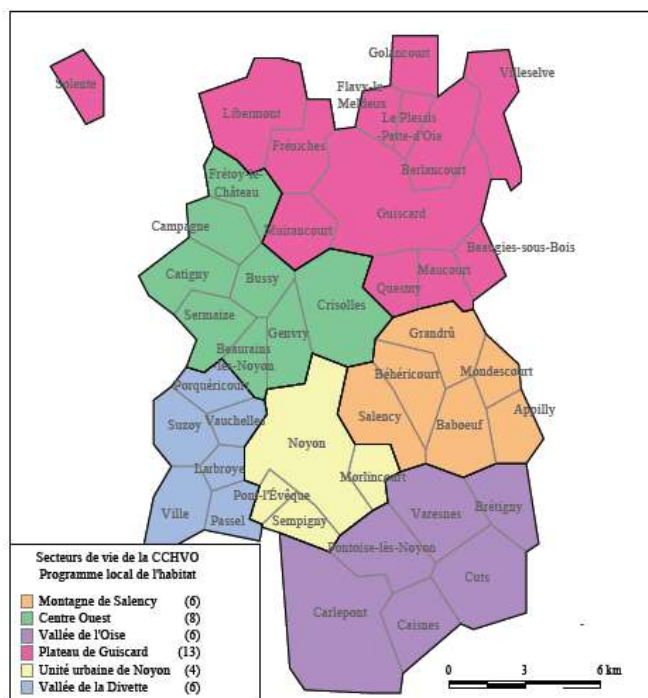 Golancourt
Solente
Villeselve
Flavy-le
Meldeux
Libermont
Le Plessis
-Patte-d'Oie
Fréniches
Berlancourt
Frétoy-le-
Château
Guiscard
Campagne
Muirancourt
Beaugies-sous-Bois
Catigny
Bussy
Maucourt
Quesmy
Crisolles
Sermaize
Genvry
Grandrû
Beaurains
-lès-Noyon
Béhéricourt
Mondescourt
Porquéricourt
Salency
Appilly
Suzoy
Vauchelles
Baboeuf
Noyon
Larbroye
Morlincourt
Pont-l'Évêque
Brétigny
Ville
Passel
Sempigny
Varesnes
Pontoise-lès-Noyon
Cuts
Carlepont
Caisnes
Secteurs de vie de la CCHVO
Programme local de l'habitat
Montagne de Salency (6)
Centre Ouest (8)
Vallée de l'Oise (6)
Plateau de Guiscard (13)
Unité urbaine de Noyon (4)
Vallée de la Divette (6)
0 3 6 km